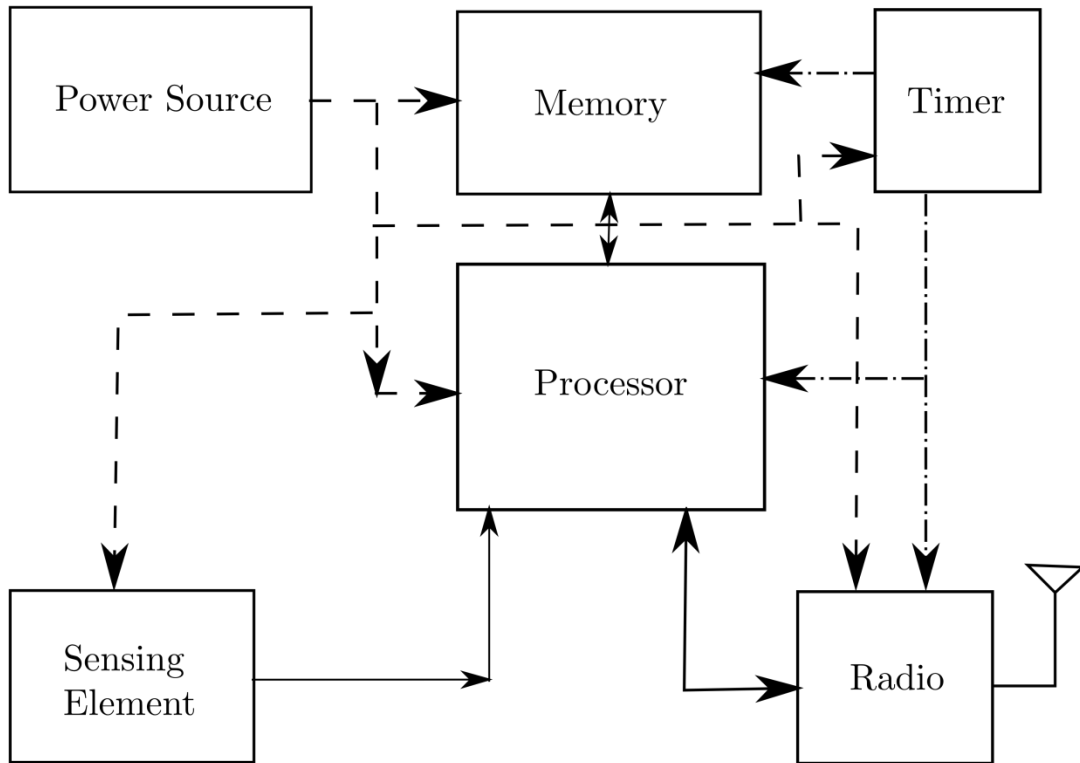 Power Source
Memory
Timer
Processor
Sensing
Element
Radio